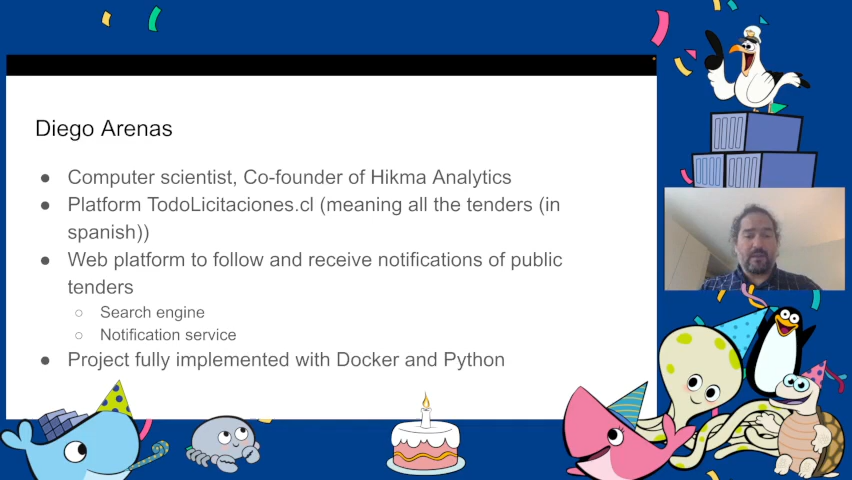 Diego Arenas
● Computer scientist, Co-founder of Hikma Analytics
● Platform TodoLicitaciones.cl (meaning all the tenders (in
spanish))
● Web platform to follow and receive notifications of public
tenders
○ Search engine
○ Notification service
● Project fully implemented with Docker and Python